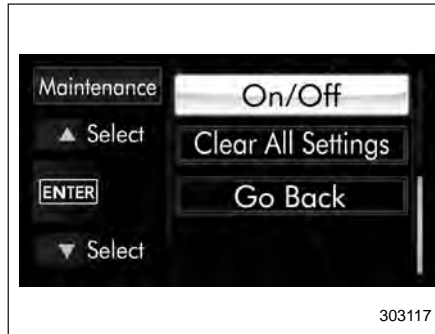 Maintenance
On/Off
▲ Select
Clear All Settings
ENTER
Go Back
▼ Select
303117